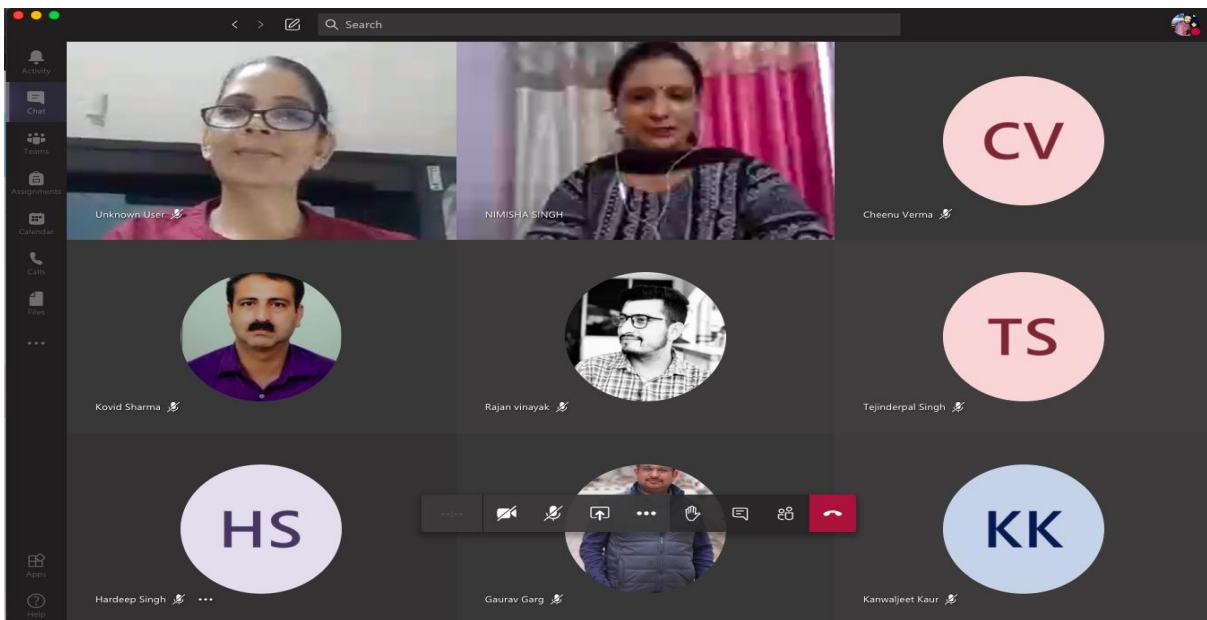 Search
Activity
Chat
Teams
Assignments
Calendar
Calls
Files
Apps
Help
Unknown User
NIMISHA SINGH
CV
Cheenu Verma
Kovid Sharma
Rajan vinayak
TS
Tejinderpal Singh
HS
Hardeep Singh
--:--
Gaurav Garg
KK
Kanwaljeet Kaur